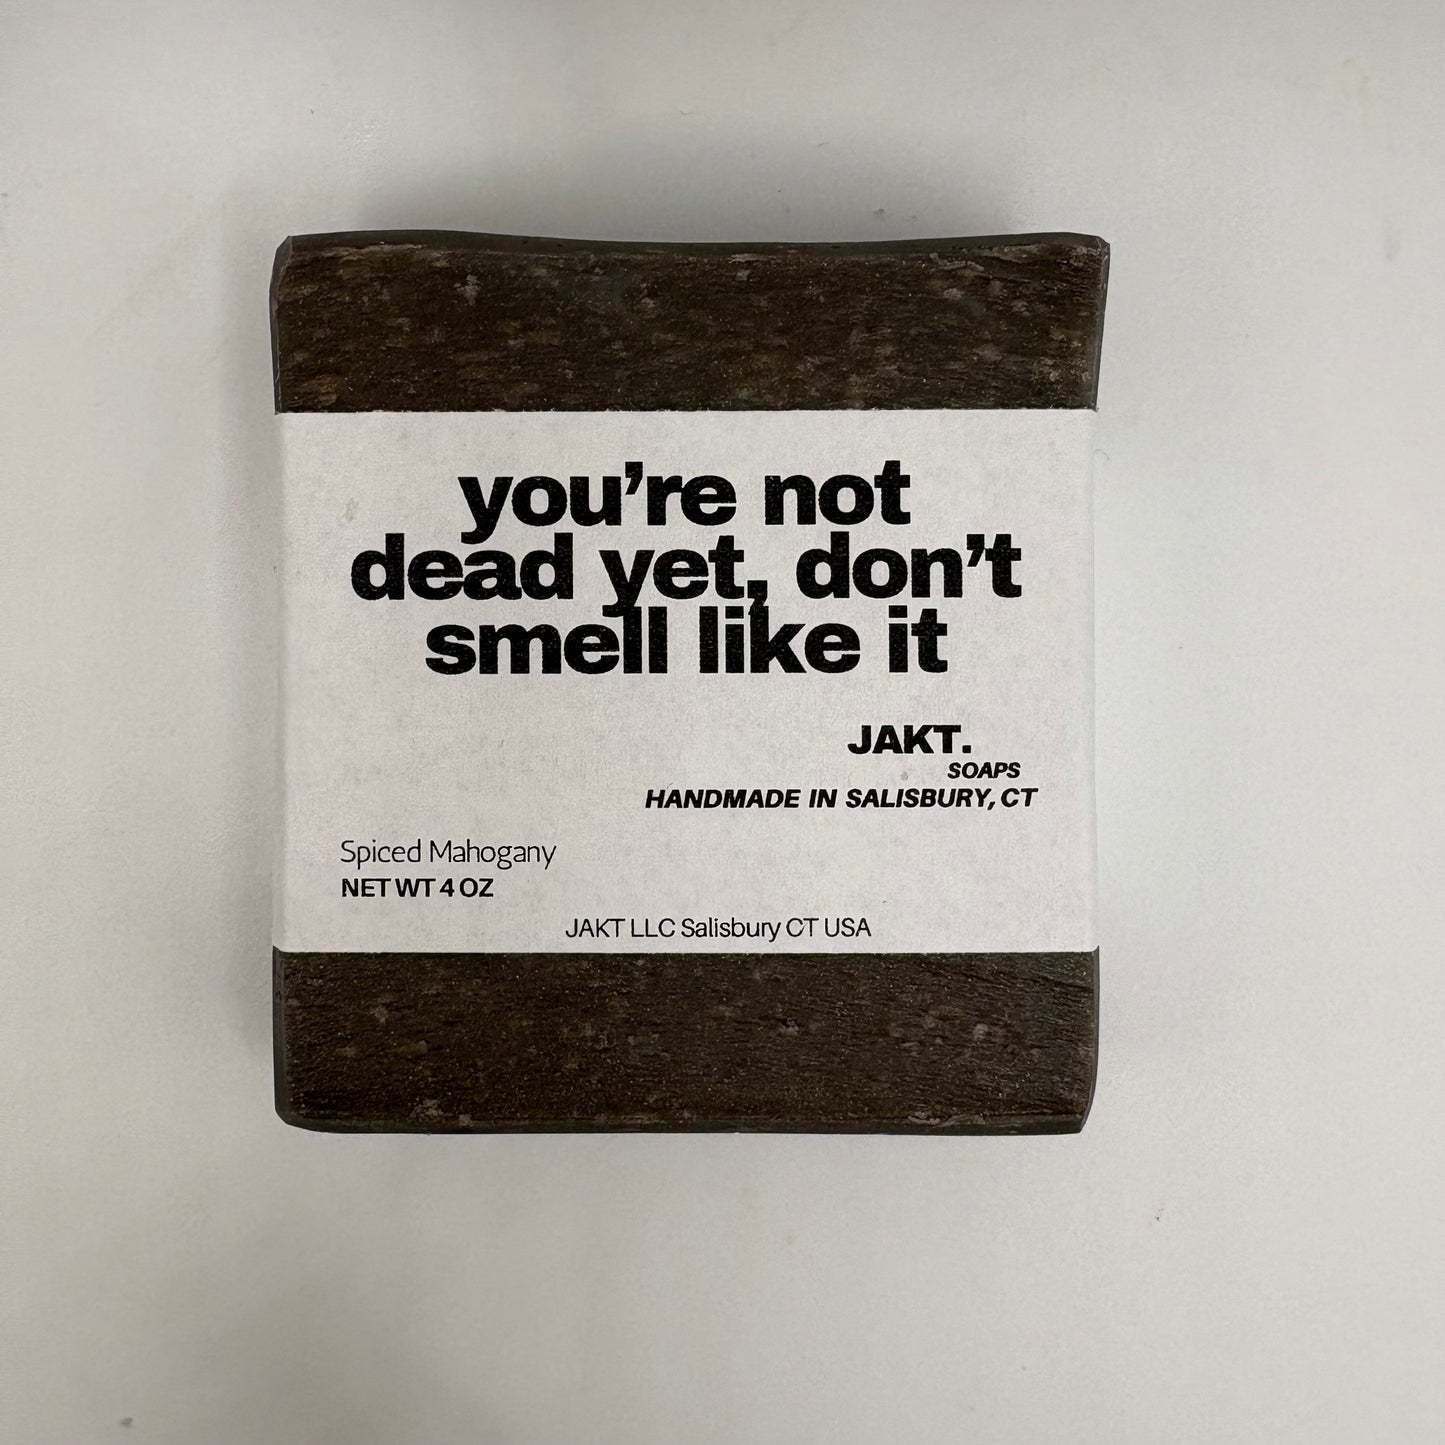 you’re not
dead yet, don’t
smell like it
JAKT.
SOAPS
HANDMADE IN SALISBURY, CT
Spiced Mahogany
NET WT 4 OZ
JAKT LLC Salisbury CT USA